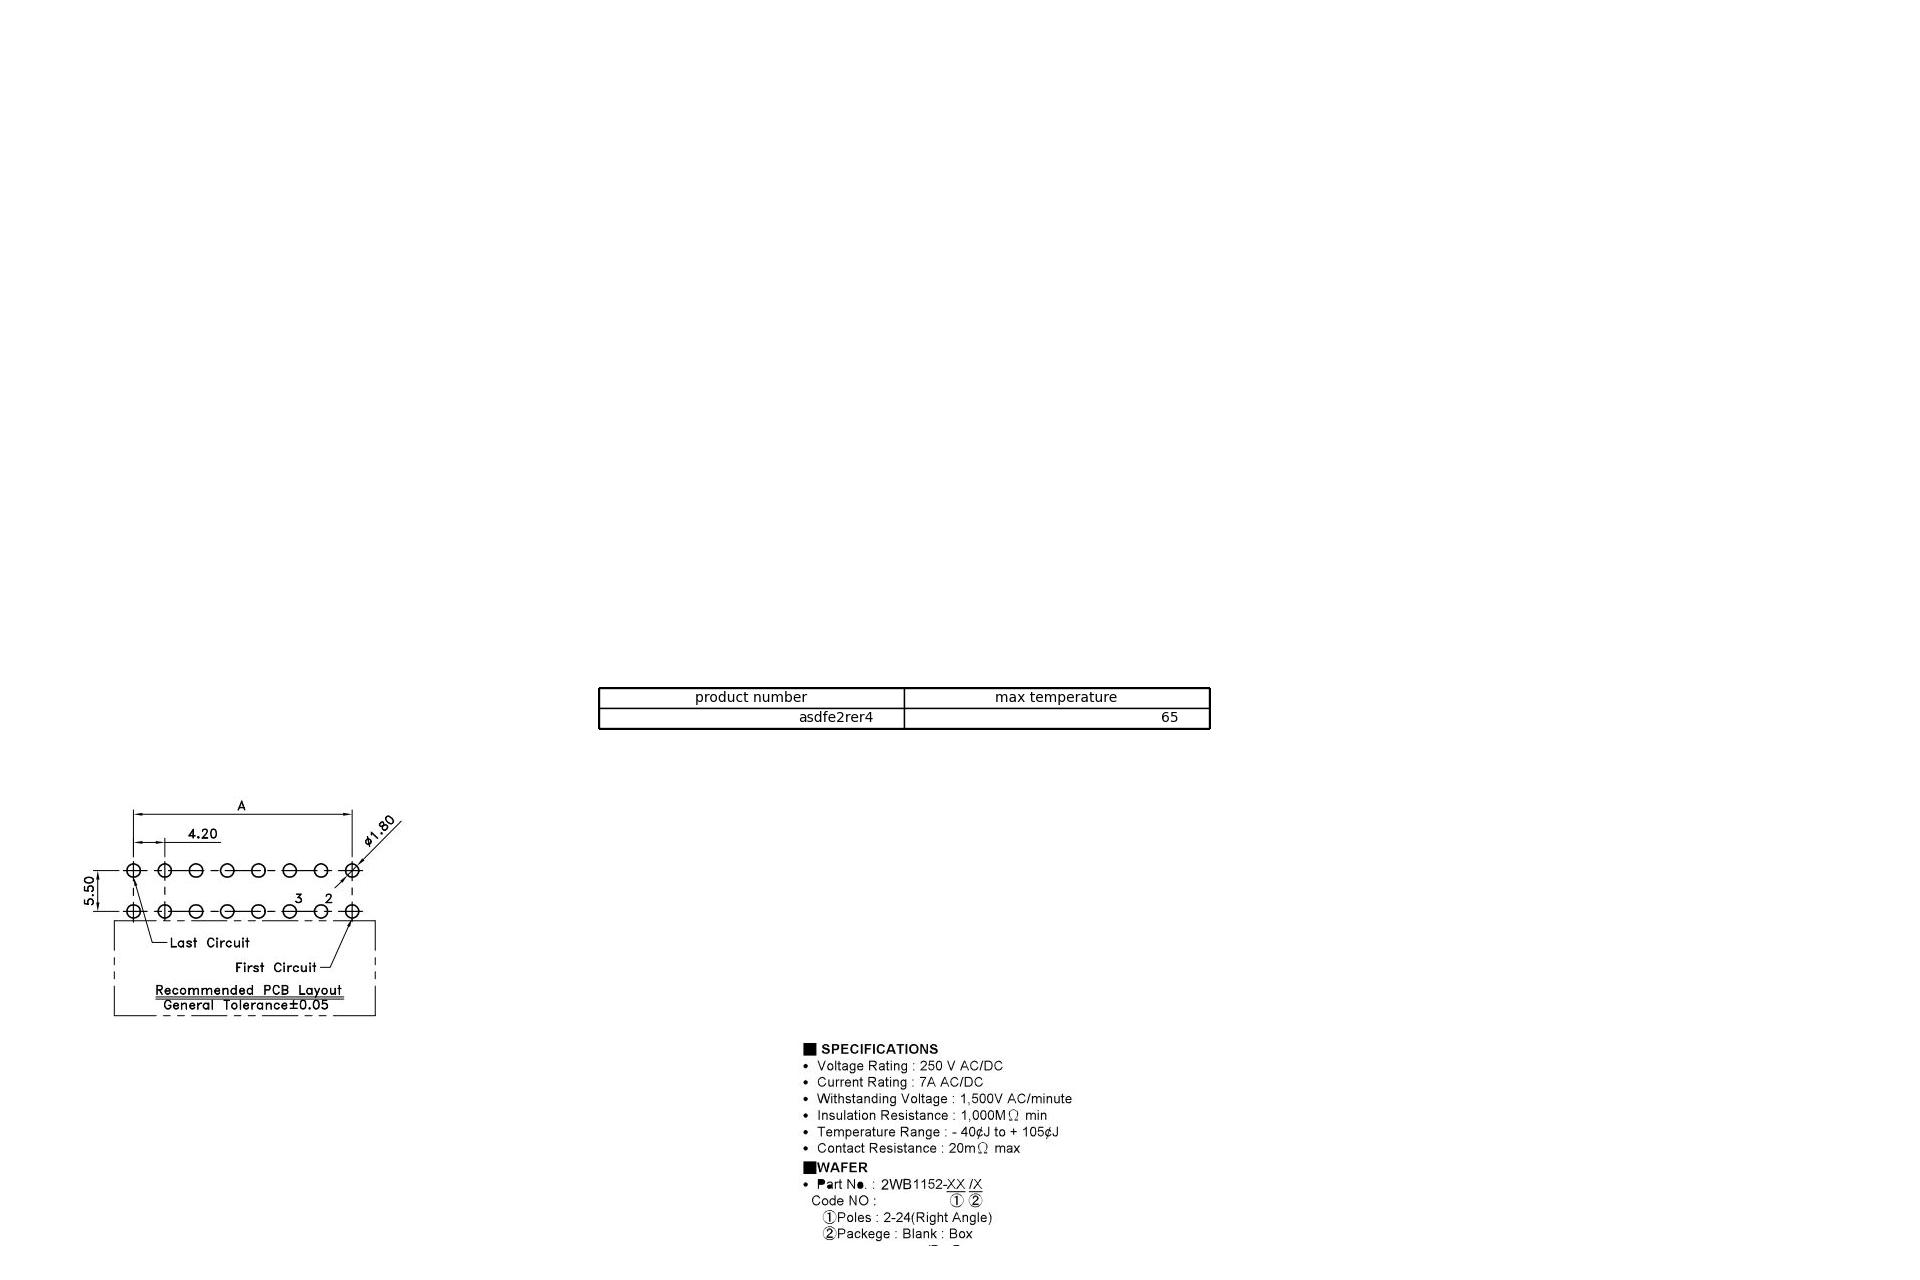 product number max temperature
asdfe2rer4 65
A
4.20
ø1.80
5.50
3 2
Last Circuit
First Circuit
Recommended PCB Layout
General Tolerance±0.05
■ SPECIFICATIONS
• Voltage Rating : 250 V AC/DC
• Current Rating : 7A AC/DC
• Withstanding Voltage : 1,500V AC/minute
• Insulation Resistance : 1,000MΩ min
• Temperature Range : - 40¢J to + 105¢J
• Contact Resistance : 20mΩ max
■WAFER
• Part No. : 2WB1152-XX /X
Code NO : ① ②
①Poles : 2-24(Right Angle)
②Packege : Blank : Box